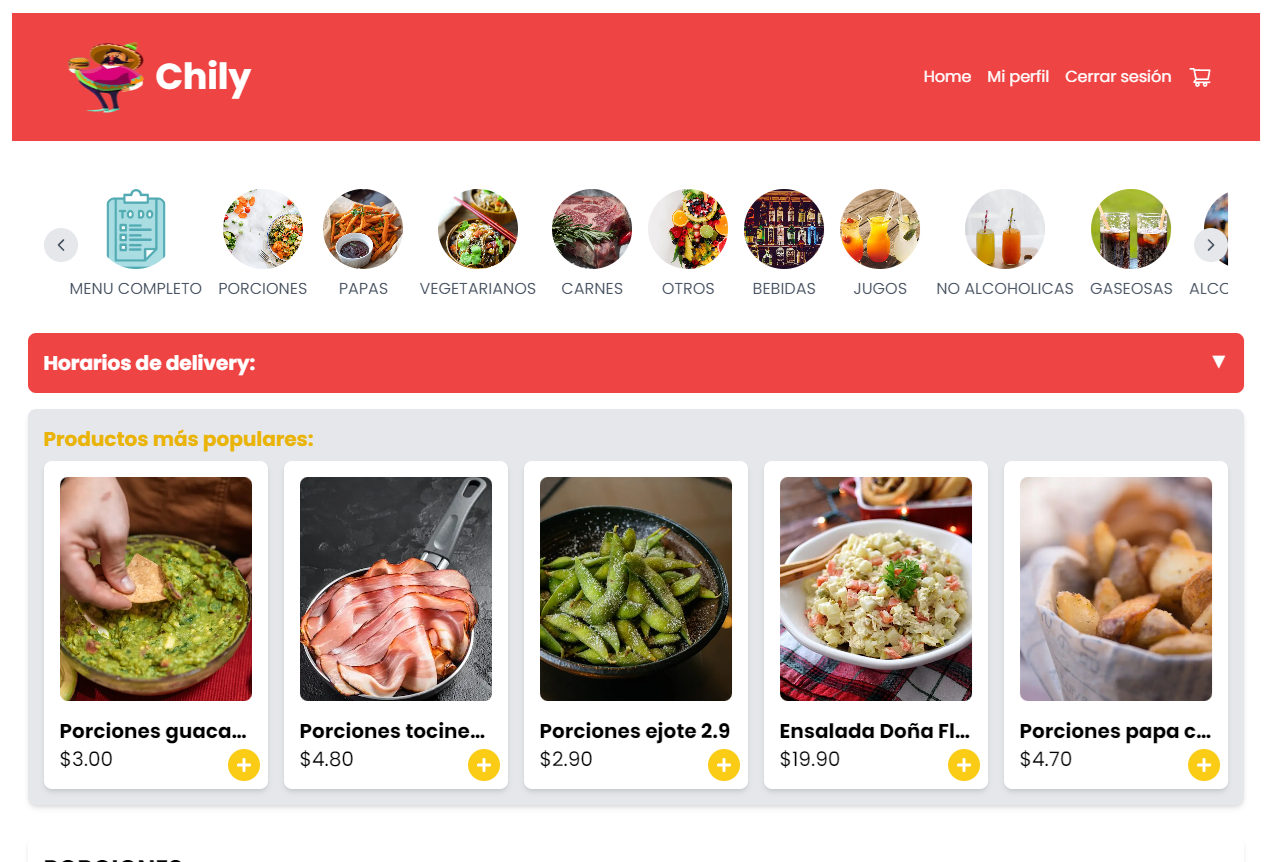 Chily
Home Mi perfil Cerrar sesión
TO DO
MENU COMPLETO PORCIONES PAPAS VEGETARIANOS CARNES OTROS BEBIDAS JUGOS NO ALCOHOLICAS GASEOSAS ALCO
Horarios de delivery: ▼
Productos más populares:
Porciones guaca... Porciones tocine... Porciones ejote 2.9 Ensalada Doña Fl... Porciones papa c...
$3.00 $4.80 $2.90 $19.90 $4.70
PORCIONES